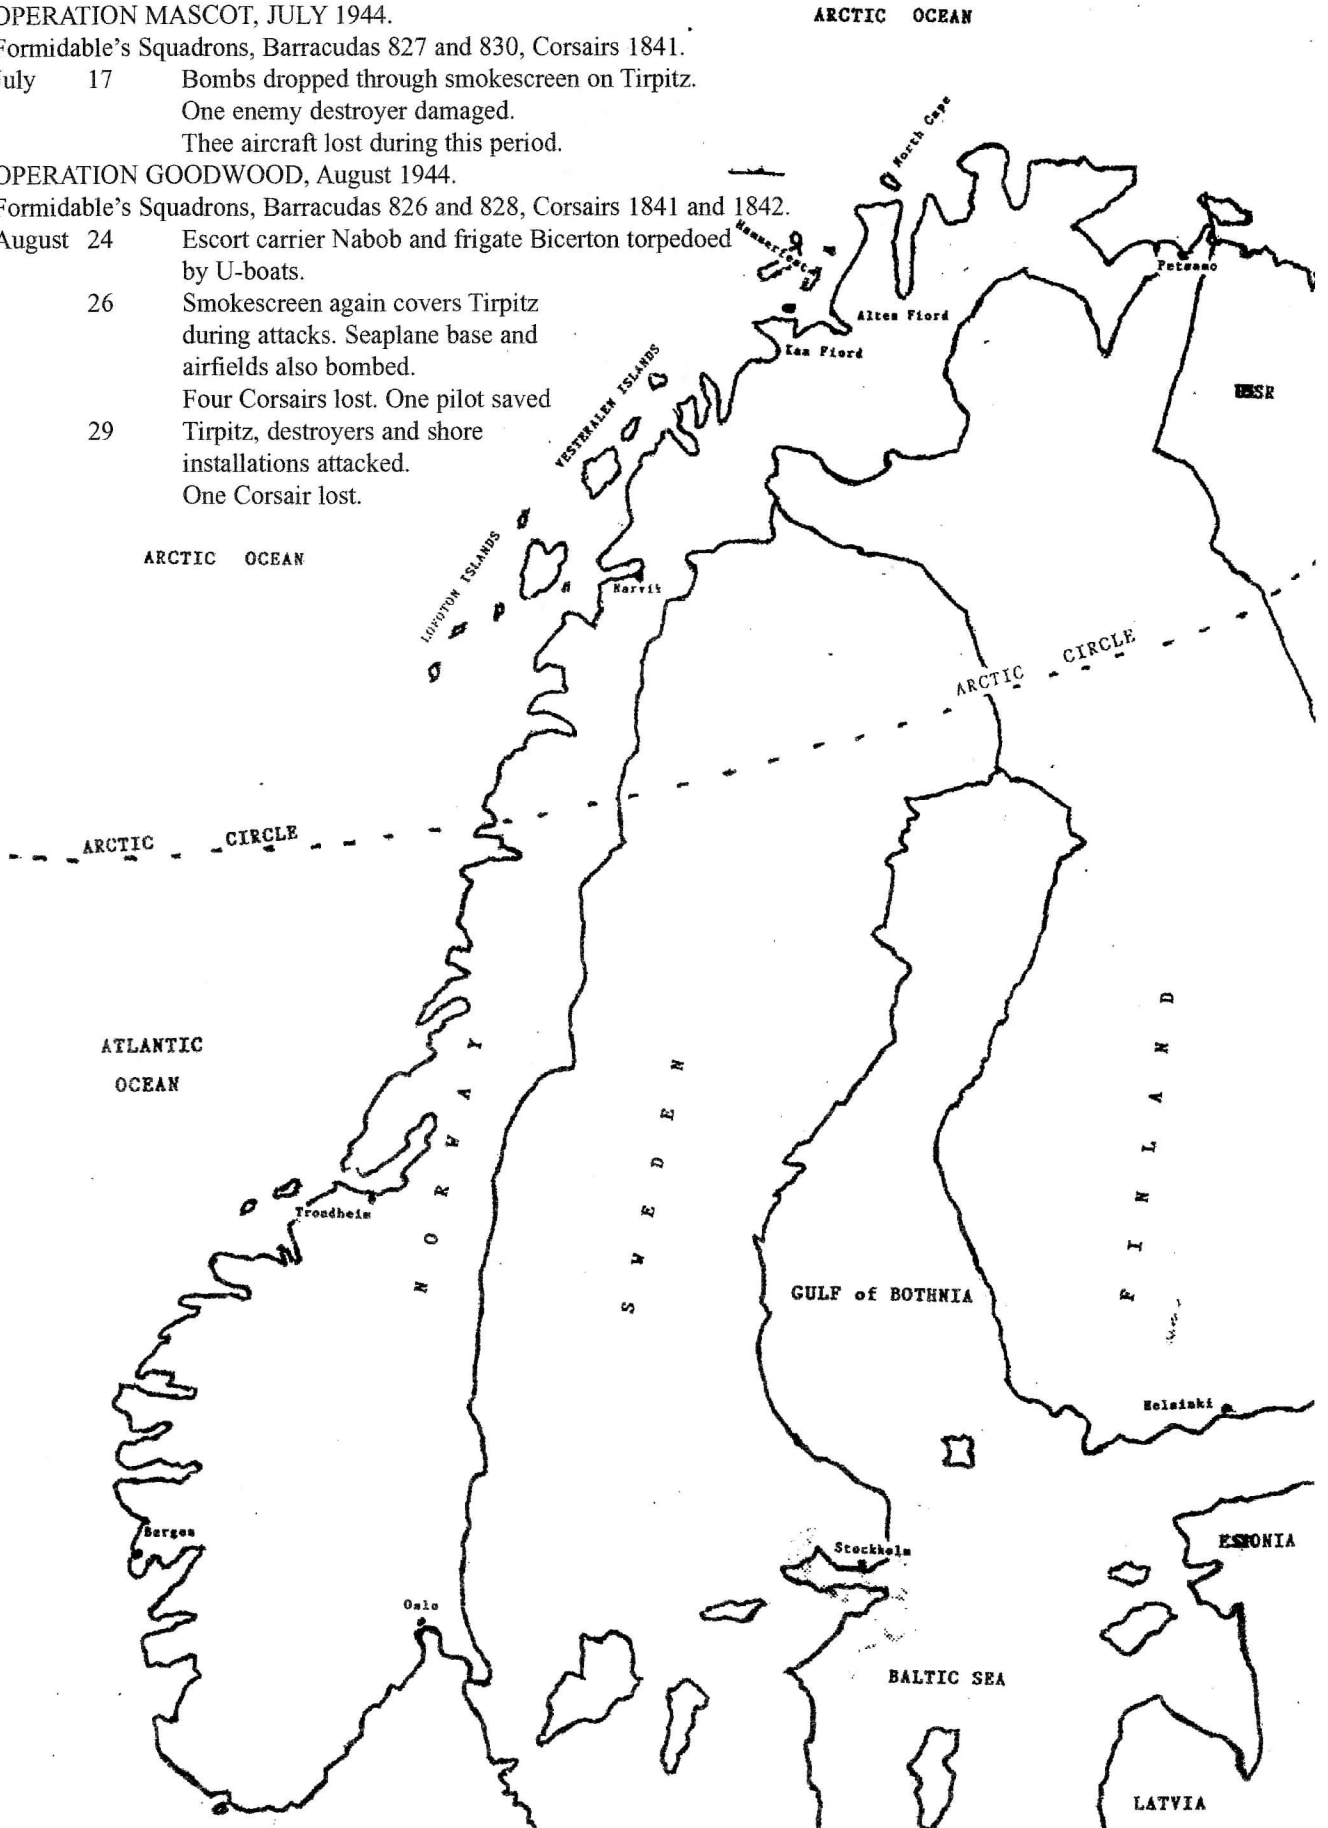 OPERATION MASCOT, JULY 1944.
Formidable's Squadrons, Barracudas 827 and 830, Corsairs 1841.
July 17 Bombs dropped through smokescreen on Tirpitz.
One enemy destroyer damaged.
Thee aircraft lost during this period.
OPERATION GOODWOOD, August 1944.
Formidable's Squadrons, Barracudas 826 and 828, Corsairs 1841 and 1842.
August 24 Escort carrier Nabob and frigate Bicerton torpedoed
by U-boats.
26 Smokescreen again covers Tirpitz
during attacks. Seaplane base and
airfields also bombed.
Four Corsairs lost. One pilot saved
29 Tirpitz, destroyers and shore
installations attacked.
One Corsair lost.
ARCTIC OCEAN
North Cape
Hammerfest
Petsamo
Alten Fiord
Kaa Fiord
USSR
VESTERALEN ISLANDS
LOFOTON ISLANDS
ARCTIC OCEAN
Narvik
ARCTIC CIRCLE
ARCTIC CIRCLE
ATLANTIC
OCEAN
NORWAY
SWEDEN
FINLAND
Trondheim
GULF of BOTHNIA
Helsinki
Bergen
Stockholm
ESTONIA
Oslo
BALTIC SEA
LATVIA